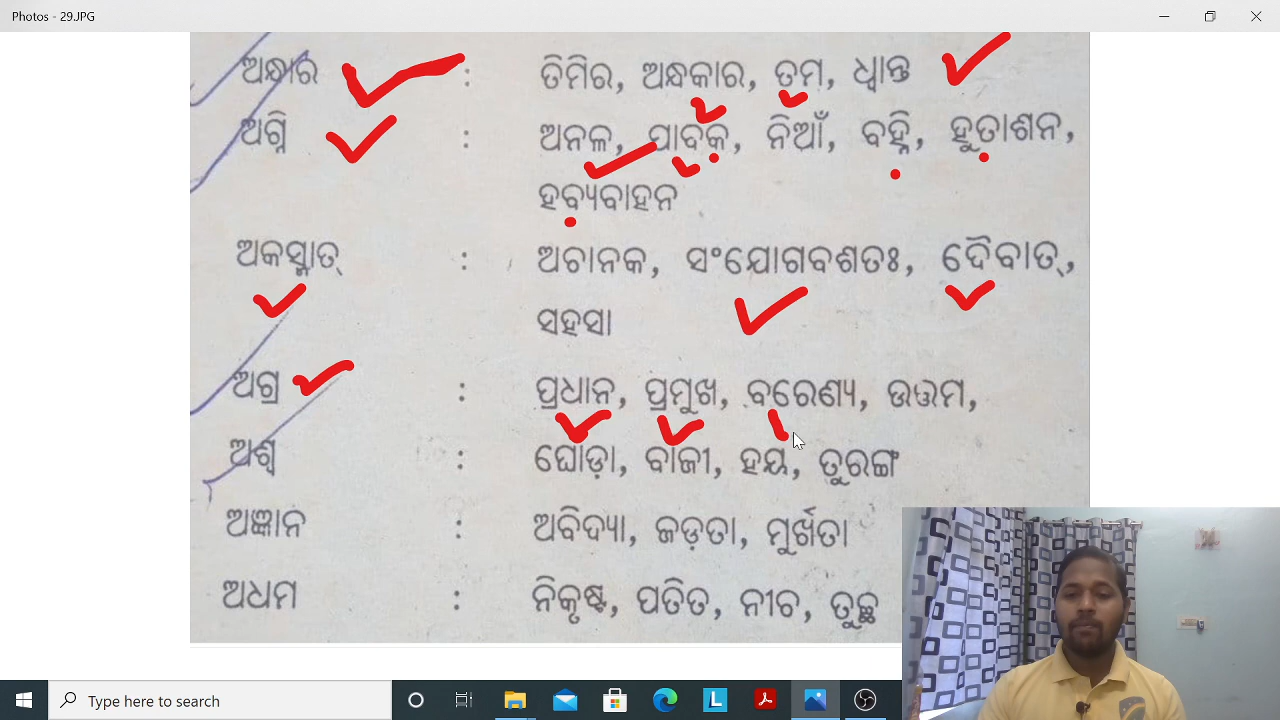 Photos - 29.JPG
ଅନ୍ଧାର : ତିମିର, ଅନ୍ଧକାର, ତମ, ଧ୍ୱାନ୍ତ
ଅଗ୍ନି : ଅନଳ, ପାବକ, ନିଆଁ, ବହ୍ନି, ହୁତାଶନ,
ହବ୍ୟବାହନ
ଅକସ୍ମାତ୍ : ଅଚାନକ, ସଂଯୋଗବଶତଃ, ଦୈବାତ୍,
ସହସା
ଅଗ୍ର : ପ୍ରଧାନ, ପ୍ରମୁଖ, ବରେଣ୍ୟ, ଉତ୍ତମ,
ଅଶ୍ୱ : ଘୋଡ଼ା, ବାଜୀ, ହୟ, ତୁରଙ୍ଗ
ଅଜ୍ଞାନ : ଅବିଦ୍ୟା, ଜଡ଼ତା, ମୁର୍ଖତା
ଅଧମ : ନିକୃଷ୍ଟ, ପତିତ, ନୀଚ, ତୁଚ୍ଛ
Type here to search